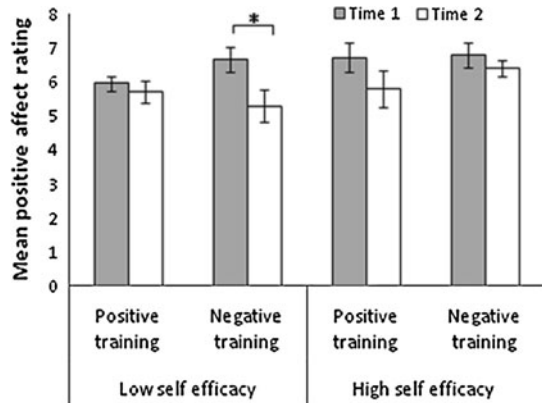 Time 1 Time 2
*
Mean positive affect rating
8
7
6
5
4
3
2
1
0
Positive training Negative training Positive training Negative training
Low self efficacy High self efficacy